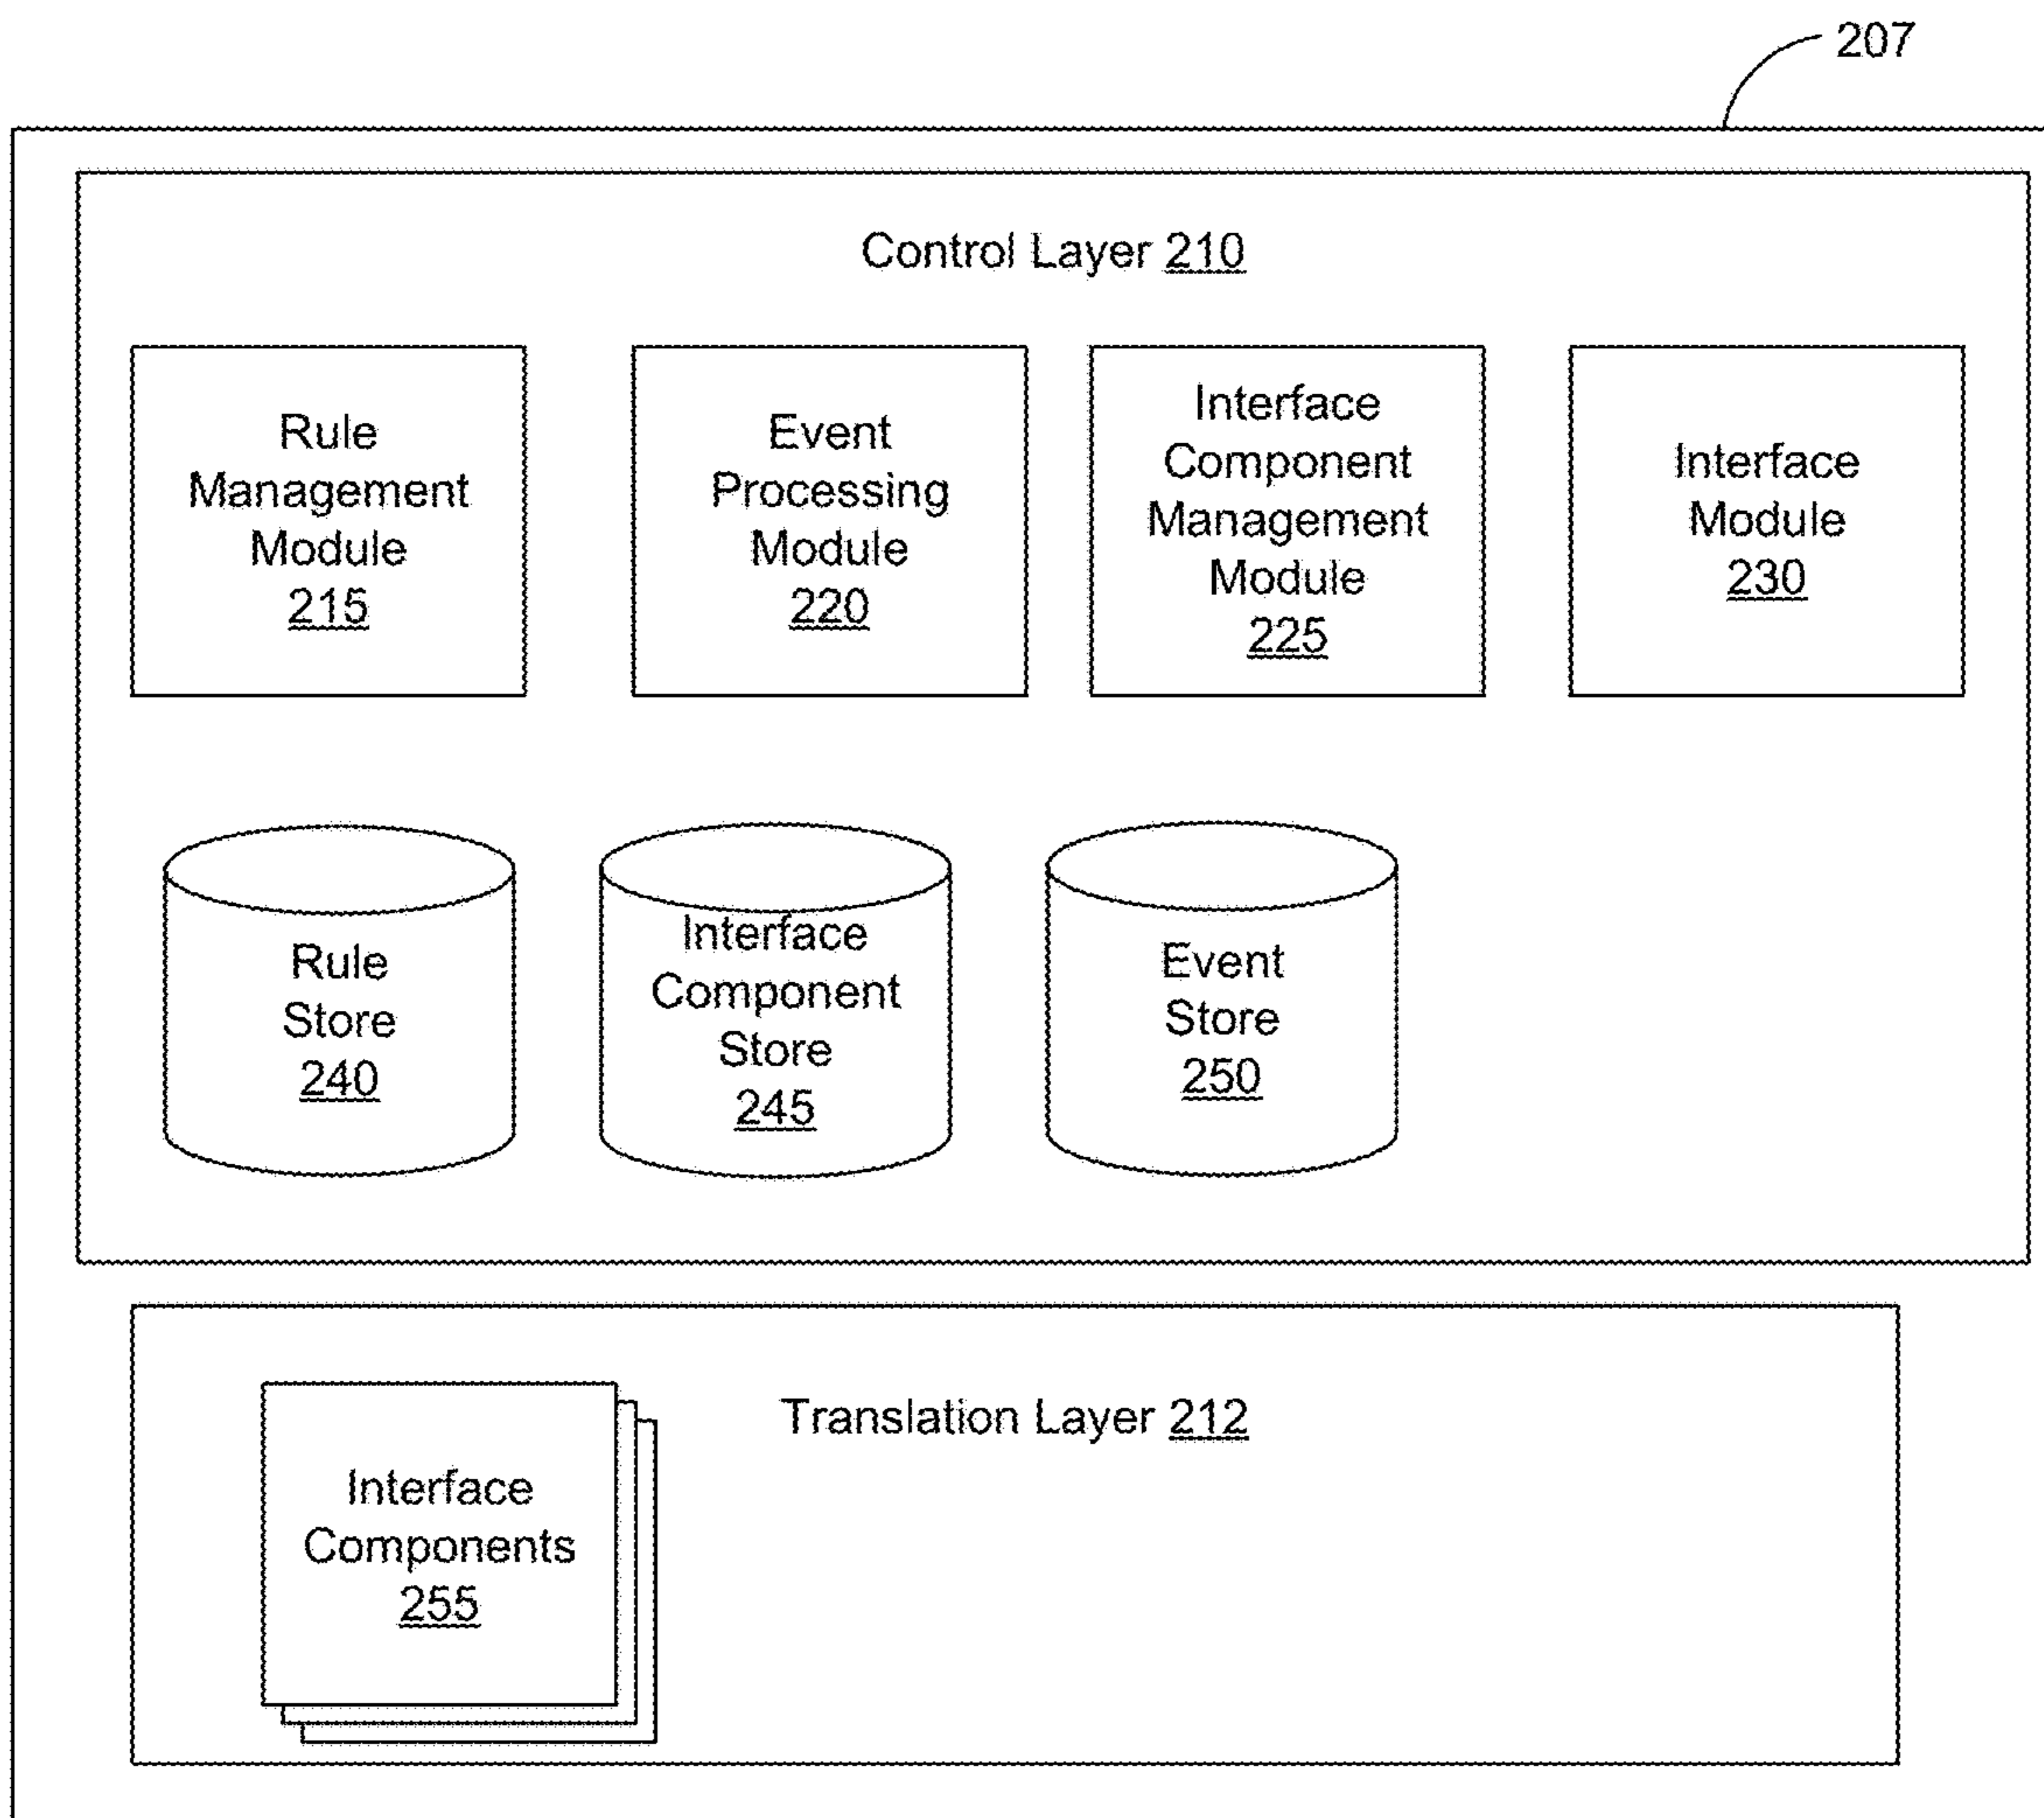 207
Control Layer 210
Rule
Management
Module
215
Event
Processing
Module
220
Interface
Component
Management
Module
225
Interface
Module
230
Rule
Store
240
Interface
Component
Store
245
Event
Store
250
Translation Layer 212
Interface
Components
255